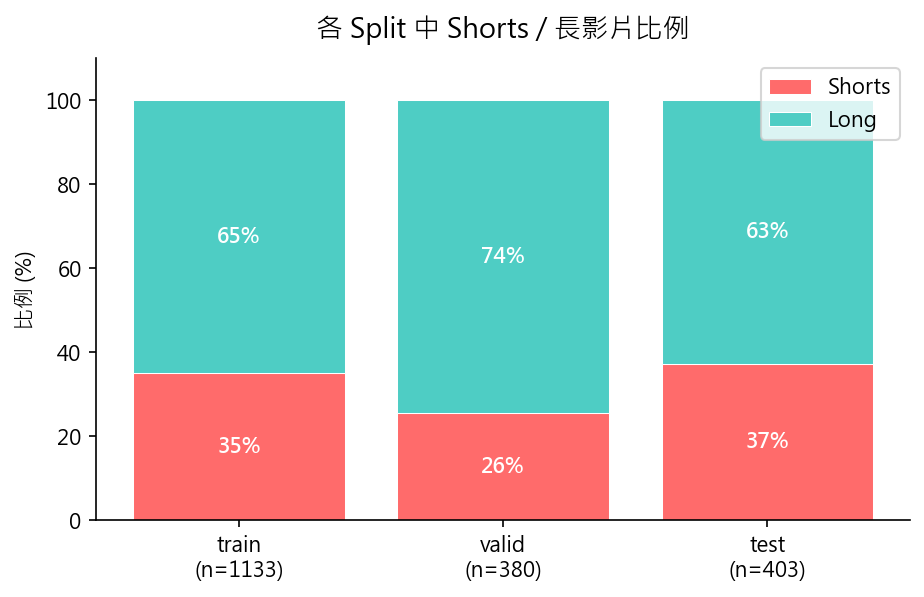 各 Split 中 Shorts / 長影片比例
Shorts
Long
比例 (%)
100
80
60
40
20
0
65%
74%
63%
35%
26%
37%
train
(n=1133)
valid
(n=380)
test
(n=403)